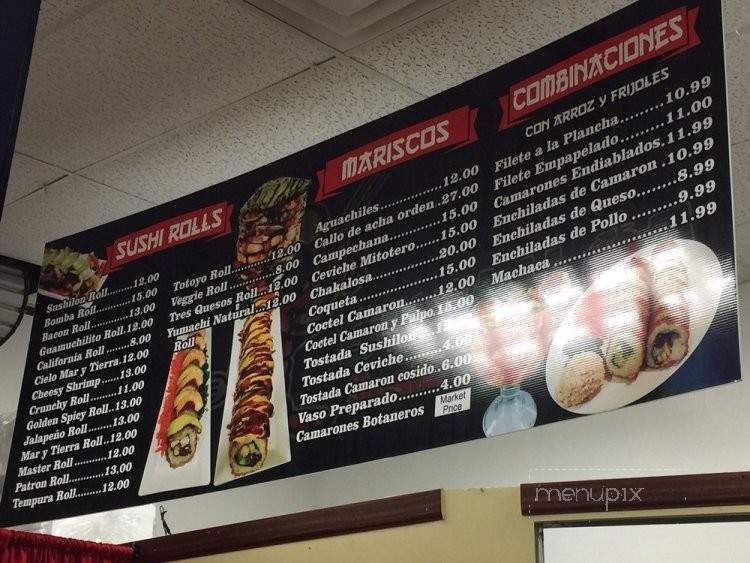 SUSHI ROLLS
Sushilon Roll..........12.00
Bomba Roll..............15.00
Bacon Roll..............13.00
Guamuchilito Roll.12.00
California Roll.......8.00
Cielo Mar y Tierra.12.00
Cheesy Shrimp.....13.00
Crunchy Roll.........11.00
Golden Spicy Roll..13.00
Jalapeño Roll.......13.00
Mar y Tierra Roll..12.00
Master Roll...........12.00
Patron Roll............13.00
Tempura Roll.........12.00
Totoyo Roll..............12.00
Veggie Roll..............8.00
Tres Quesos Roll....12.00
Yumachi Natural..12.00
Roll
MARISCOS
Aguachiles....................12.00
Callo de acha orden.27.00
Campechana...............15.00
Ceviche Mitotero......15.00
Chakalosa....................20.00
Coqueta.......................15.00
Coctel Camaron..........12.00
Coctel Camaron y Pulpo.15.00
Tostada Sushilon
Tostada Ceviche..........4.00
Tostada Camaron cosido..6.00
Vaso Preparado.........4.00
Camarones Botaneros Market Price
COMBINACIONES
CON ARROZ Y FRIJOLES
Filete a la Plancha..........10.99
Filete Empapelado.........11.00
Camarones Endiablados.11.99
Enchiladas de Camaron.10.99
Enchiladas de Queso.......8.99
Enchiladas de Pollo.........9.99
Machaca.........................11.99
menupix